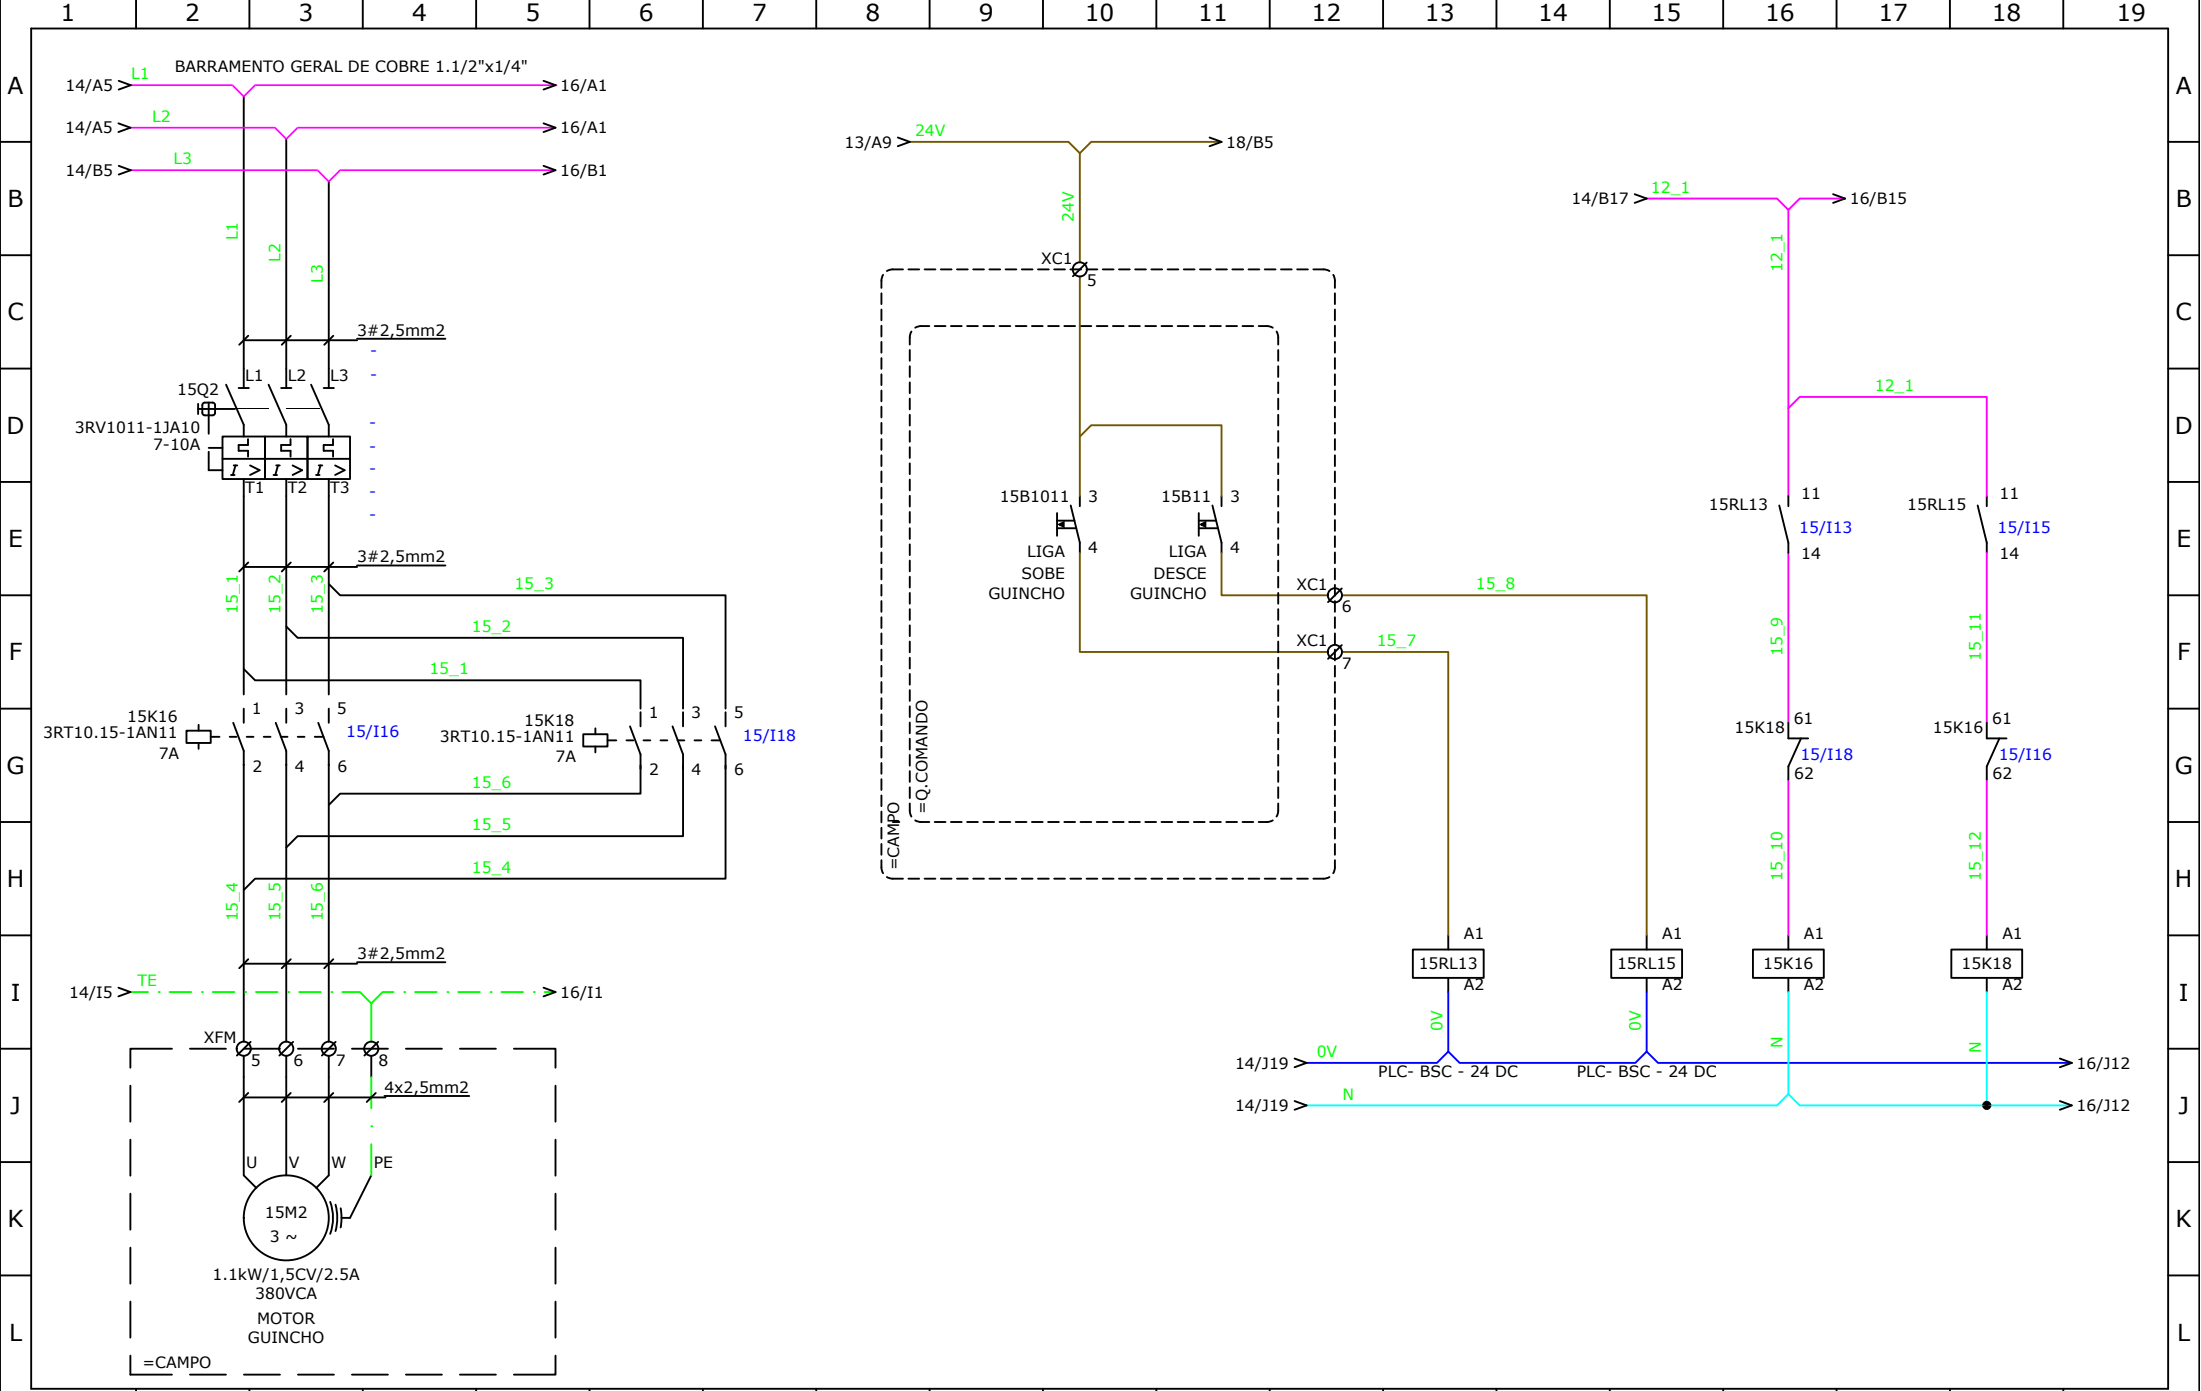 1 2 3 4 5 6 7 8 9 10 11 12 13 14 15 16 17 18 19
A A
B B
C C
D D
E E
F F
G G
H H
I I
J J
K K
L L
BARRAMENTO GERAL DE COBRE 1.1/2"x1/4"
14/A5 L1 16/A1
14/A5 L2 16/A1
14/B5 L3 16/B1
L1
L2
L3
3#2,5mm2
-
-
L1 L2 L3
15Q2
3RV1011-1JA10
7-10A
-
-
-
-
-
I > I > I >
T1 T2 T3
3#2,5mm2
15_1
15_2
15_3
15_3
15_2
15_1
15K16
3RT10.15-1AN11
7A
1 3 5
15/I16
2 4 6
15K18
3RT10.15-1AN11
7A
1 3 5
15/I18
2 4 6
15_6
15_5
15_4
15_4
15_5
15_6
3#2,5mm2
14/I5 TE 16/I1
XFM
5 6 7 8
4x2,5mm2
U V W PE
15M2
3 ~
1.1kW/1,5CV/2.5A
380VCA
MOTOR
GUINCHO
=CAMPO
13/A9 24V 18/B5
24V
XC1
5
15B1011 3
4
LIGA
SOBE
GUINCHO
15B11 3
4
LIGA
DESCE
GUINCHO
XC1
6
15_8
XC1
7
15_7
=Q.COMANDO
=CAMPO
14/B17 12_1 16/B15
12_1
12_1
15RL13 11
15/I13
14
15RL15 11
15/I15
14
15_9
15_11
15K18 61
15/I18
62
15K16 61
15/I16
62
15_10
15_12
A1
15RL13
A2
A1
15RL15
A2
A1
15K16
A2
A1
15K18
A2
0V
0V
N
N
14/J19 0V 16/J12
PLC- BSC - 24 DC PLC- BSC - 24 DC
14/J19 N 16/J12